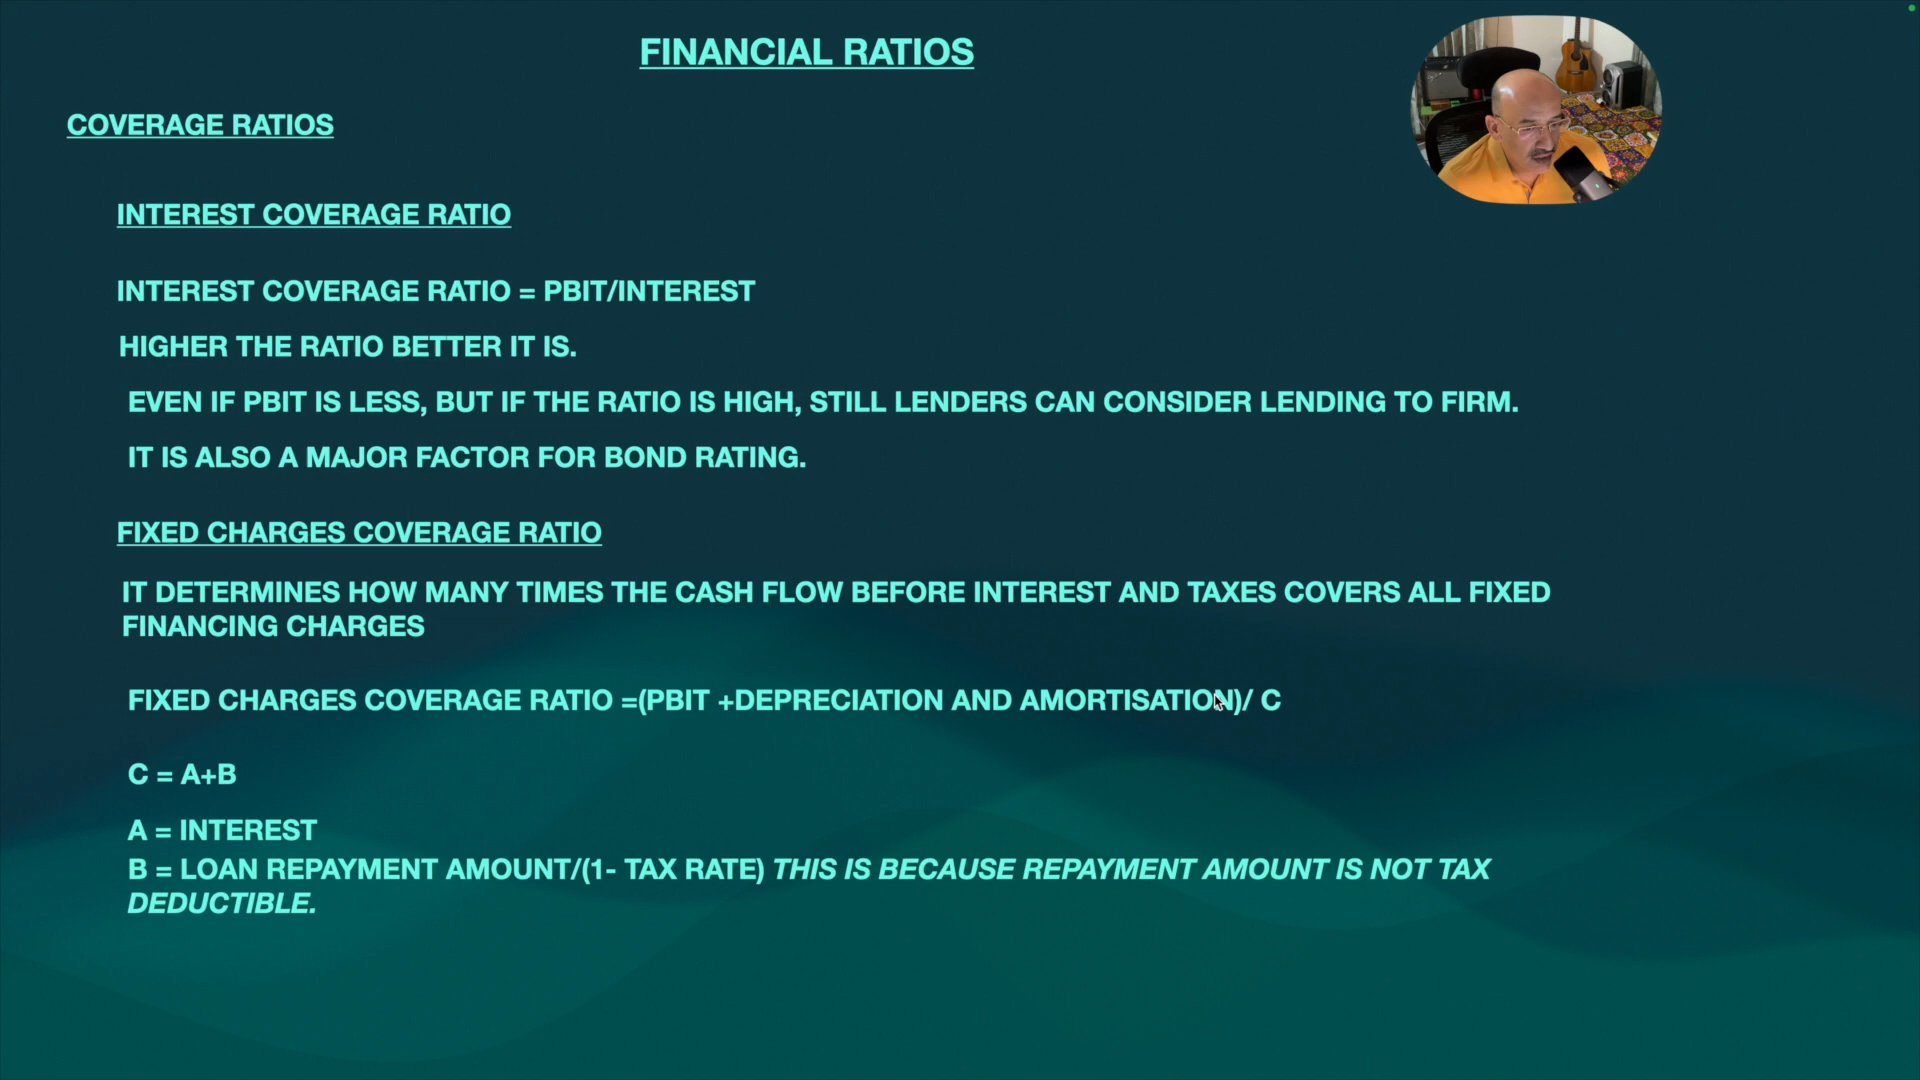 FINANCIAL RATIOS
COVERAGE RATIOS
INTEREST COVERAGE RATIO
INTEREST COVERAGE RATIO = PBIT/INTEREST
HIGHER THE RATIO BETTER IT IS.
EVEN IF PBIT IS LESS, BUT IF THE RATIO IS HIGH, STILL LENDERS CAN CONSIDER LENDING TO FIRM.
IT IS ALSO A MAJOR FACTOR FOR BOND RATING.
FIXED CHARGES COVERAGE RATIO
IT DETERMINES HOW MANY TIMES THE CASH FLOW BEFORE INTEREST AND TAXES COVERS ALL FIXED
FINANCING CHARGES
FIXED CHARGES COVERAGE RATIO =(PBIT +DEPRECIATION AND AMORTISATION)/ C
C = A+B
A = INTEREST
B = LOAN REPAYMENT AMOUNT/(1- TAX RATE) THIS IS BECAUSE REPAYMENT AMOUNT IS NOT TAX
DEDUCTIBLE.